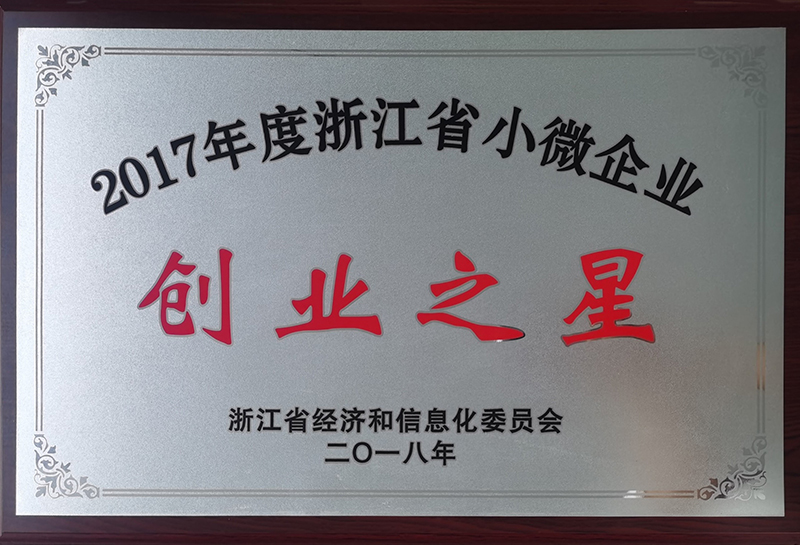 2017年度浙江省小微企业
创业之星
浙江省经济和信息化委员会
二〇一八年